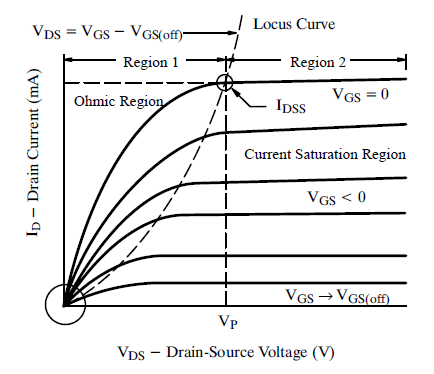 VDS = VGS − VGS(off)
Locus Curve
Region 1
Region 2
Ohmic Region
VGS = 0
IDSS
Current Saturation Region
VGS < 0
VGS → VGS(off)
VP
ID − Drain Current (mA)
VDS − Drain-Source Voltage (V)